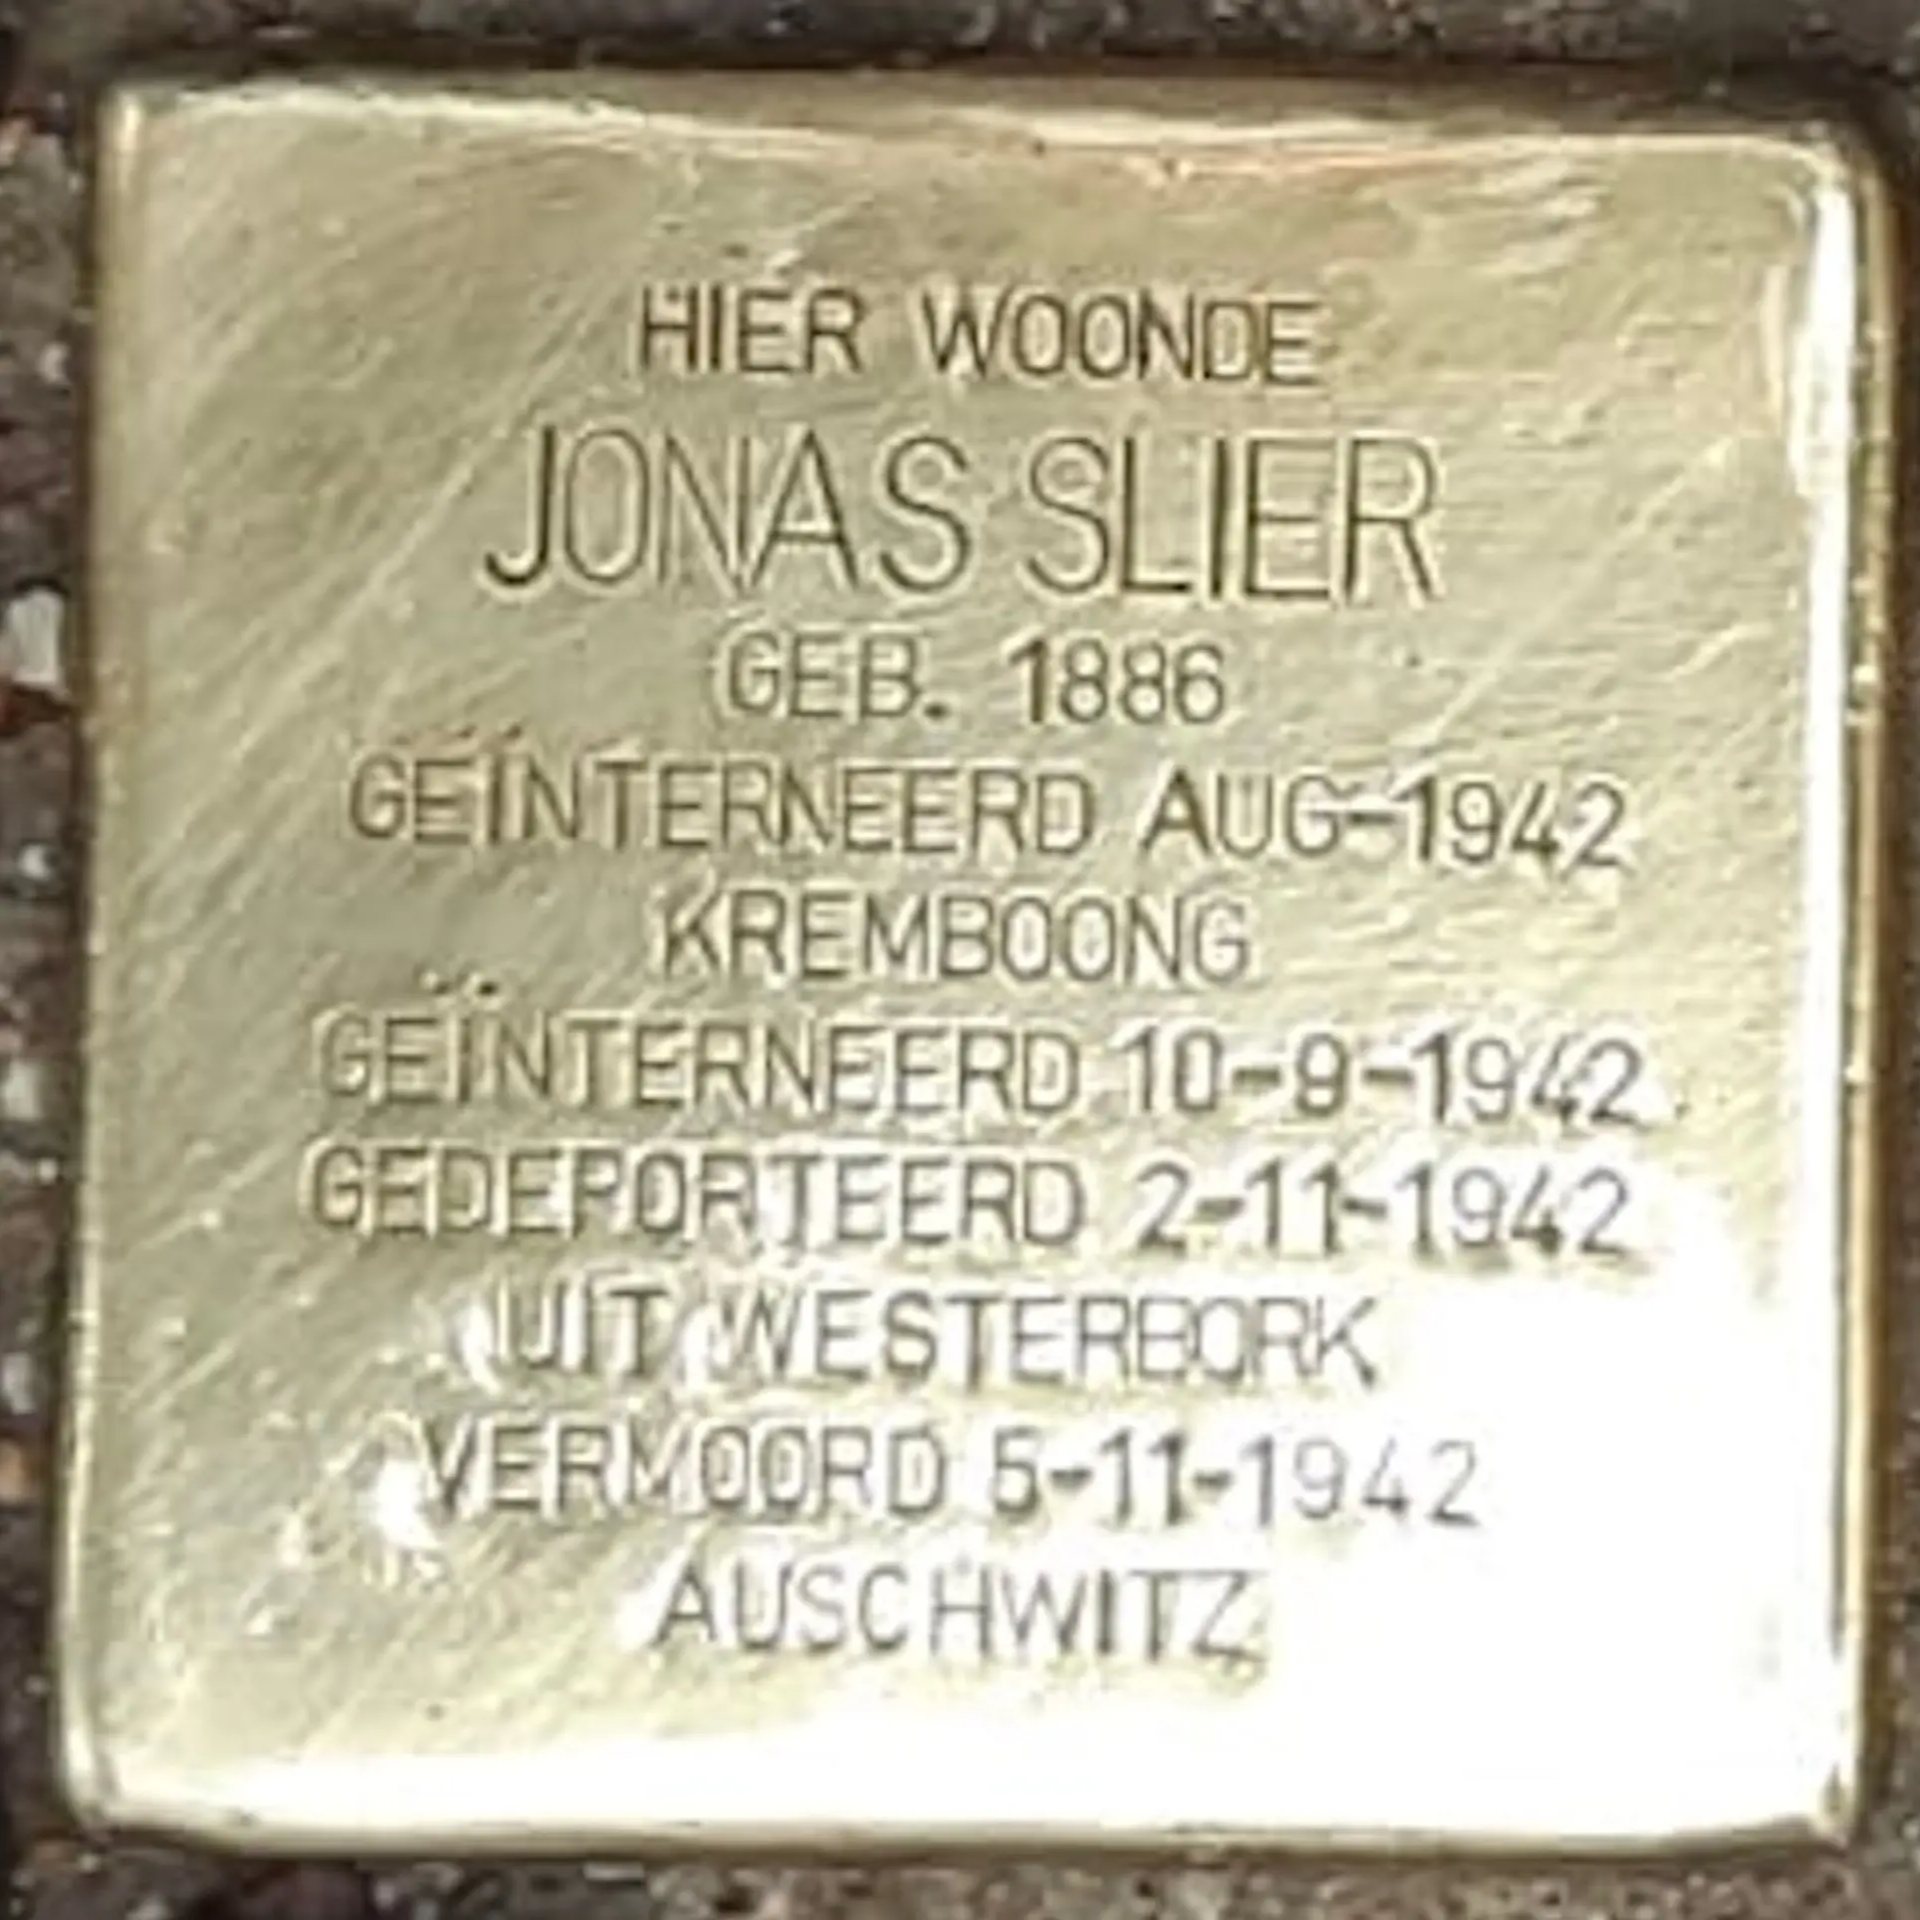 HIER WOONDE
JONAS SLIER
GEB. 1886
GEÏNTERNEERD AUG-1942
KREMBOONG
GEÏNTERNEERD 10-9-1942
GEDEPORTEERD 2-11-1942
UIT WESTERBORK
VERMOORD 5-11-1942
AUSCHWITZ